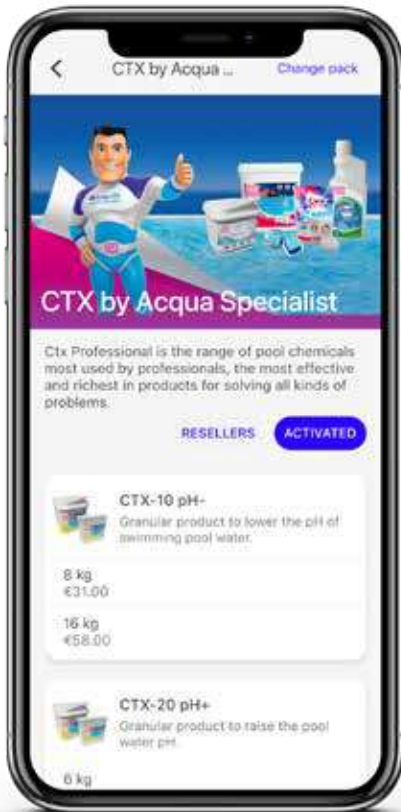 CTX by Acqua ...
Change pack
CTX by Acqua Specialist
Ctx Professional is the range of pool chemicals
most used by professionals, the most effective
and richest in products for solving all kinds of
problems.
RESELLERS
ACTIVATED
CTX-10 pH-
Granular product to lower the pH of
swimming pool water.
8 kg
€31.00
16 kg
€58.00
CTX-20 pH+
Granular product to raise the pool
water pH.
6 kg